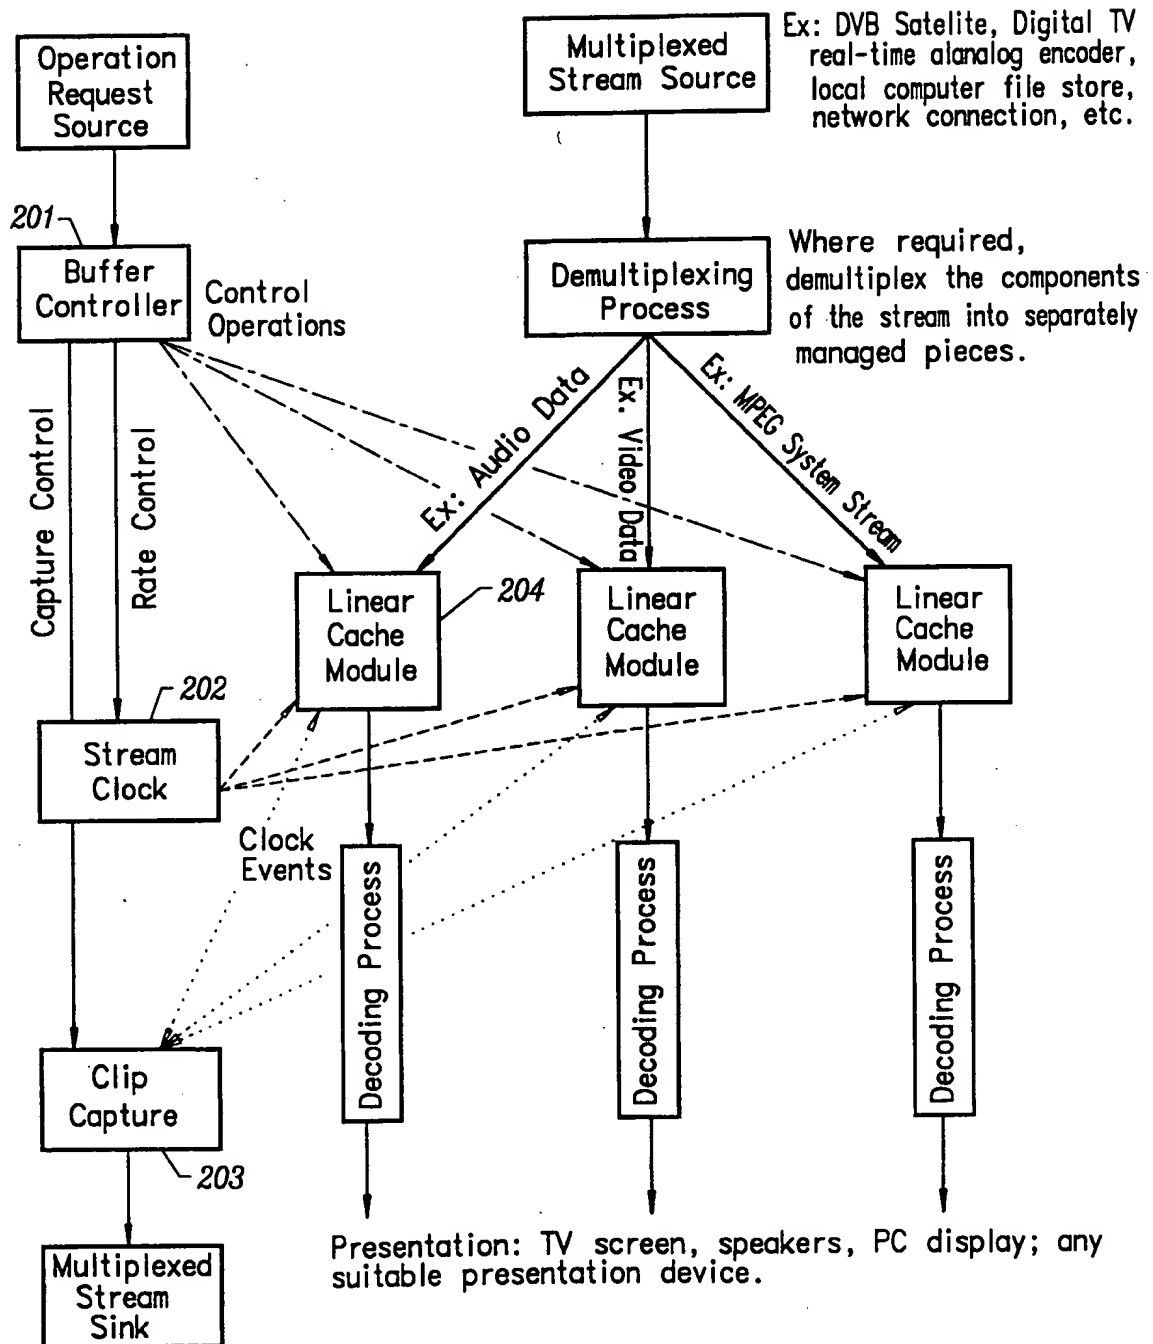 Operation
Request
Source
Multiplexed
Stream Source
Ex: DVB Satelite, Digital TV
real-time alanalog encoder,
local computer file store,
network connection, etc.
201
Buffer
Controller
Control
Operations
Demultiplexing
Process
Where required,
demultiplex the components
of the stream into separately
managed pieces.
Capture Control
Rate Control
Ex: Audio Data
Ex. Video Data
Ex: MPEG System Stream
Linear
Cache
Module
204
Linear
Cache
Module
Linear
Cache
Module
202
Stream
Clock
Clock
Events
Decoding Process
Decoding Process
Decoding Process
Clip
Capture
203
Multiplexed
Stream
Sink
Presentation: TV screen, speakers, PC display; any
suitable presentation device.